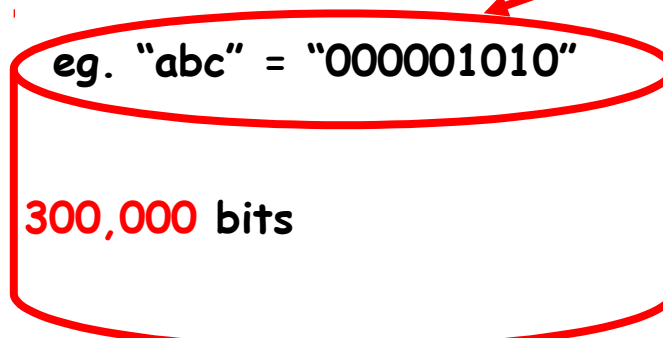 eg. “abc” = “000001010”
300,000 bits